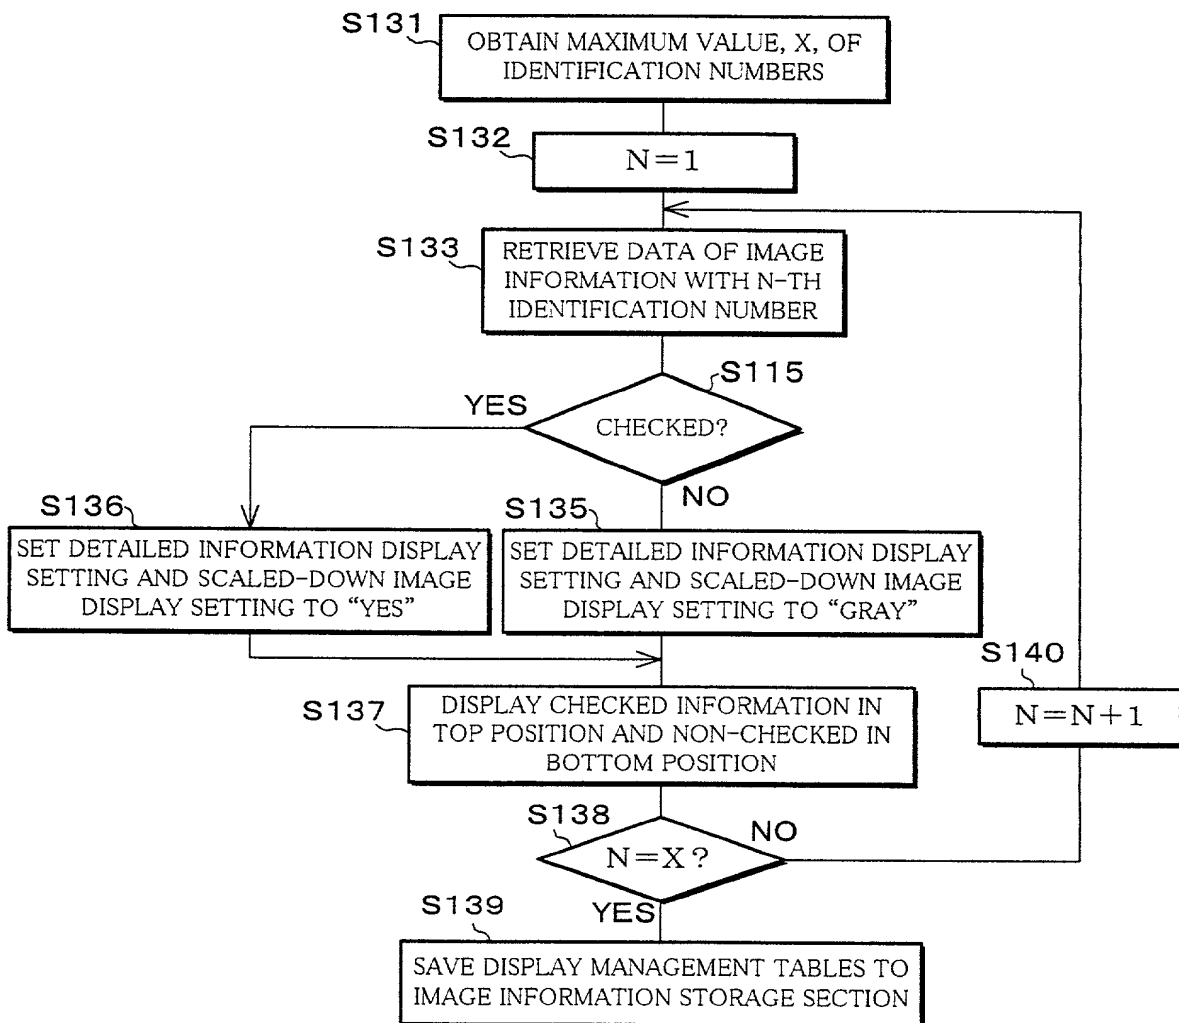 S131
OBTAIN MAXIMUM VALUE, X, OF
IDENTIFICATION NUMBERS
S132
N=1
S133
RETRIEVE DATA OF IMAGE
INFORMATION WITH N-TH
IDENTIFICATION NUMBER
S115
YES
CHECKED?
NO
S136
SET DETAILED INFORMATION DISPLAY
SETTING AND SCALED-DOWN IMAGE
DISPLAY SETTING TO “YES”
S135
SET DETAILED INFORMATION DISPLAY
SETTING AND SCALED-DOWN IMAGE
DISPLAY SETTING TO “GRAY”
S140
N=N+1
S137
DISPLAY CHECKED INFORMATION IN
TOP POSITION AND NON-CHECKED IN
BOTTOM POSITION
S138
N=X?
NO
YES
S139
SAVE DISPLAY MANAGEMENT TABLES TO
IMAGE INFORMATION STORAGE SECTION